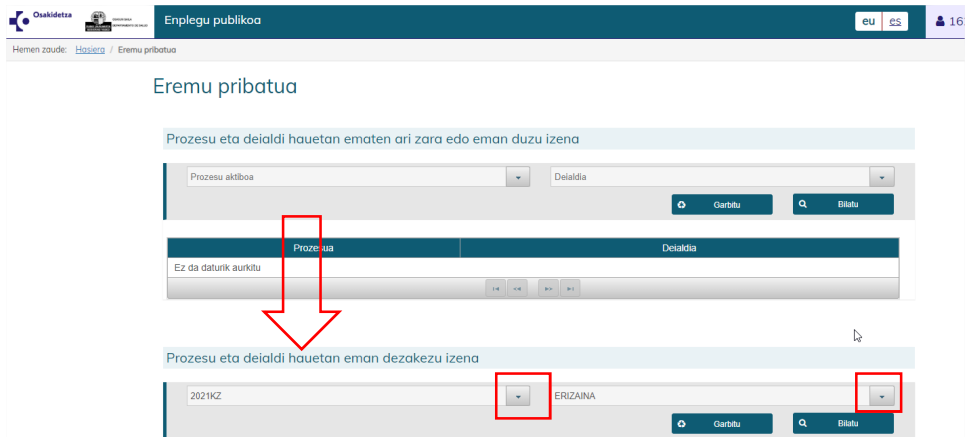 Osakidetza
Enplegu publikoa
eu es
16
Hemen zaude: Hasiera / Eremu pribatua
Eremu pribatua
Prozesu eta deialdi hauetan ematen ari zara edo eman duzu izena
Prozesu aktiboa Deialdia
Garbitu Bilatu
Prozesua Deialdia
Ez da daturik aurkitu
Prozesu eta deialdi hauetan eman dezakezu izena
2021KZ ERIZAINA
Garbitu Bilatu